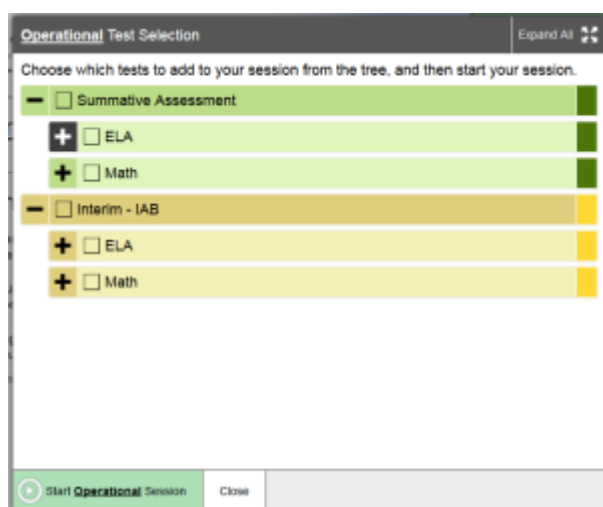 Operational Test Selection
Expand All
Choose which tests to add to your session from the tree, and then start your session.
Summative Assessment
ELA
Math
Interim - IAB
ELA
Math
Start Operational Session
Close